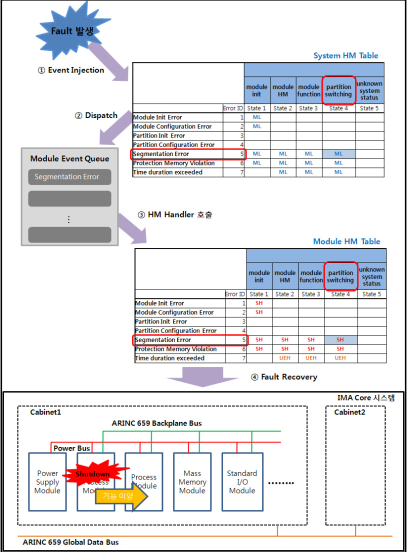 Fault 발생
System HM Table
① Event Injection
module init
module HM
module function
partition switching
unknown system status
Error ID State 1 State 2 State 3 State 4 State 5
② Dispatch
Module Init Error 1 ML
Module Configuration Error 2 ML
Partition Init Error 3
Partition Configuration Error 4
Segmentation Error 5 ML ML ML ML
Protection Memory Violation 6 ML ML ML ML
Time duration exceeded 7 ML ML ML
Module Event Queue
Segmentation Error
⋮
③ HM Handler 호출
Module HM Table
module init
module HM
module function
partition switching
unknown system status
Error ID State 1 State 2 State 3 State 4 State 5
Module Init Error 1 SH
Module Configuration Error 2 SH
Partition Init Error 3
Partition Configuration Error 4
Segmentation Error 5 SH SH SH SH
Protection Memory Violation 6 SH SH SH SH
Time duration exceeded 7 UEH UEH UEH
④ Fault Recovery
IMA Core 시스템
Cabinet1
Cabinet2
ARINC 659 Backplane Bus
Power Bus
Power Supply Module
Shutdown
Module
Process Module
Mass Memory Module
Standard I/O Module
........
기능 이양
ARINC 659 Global Data Bus